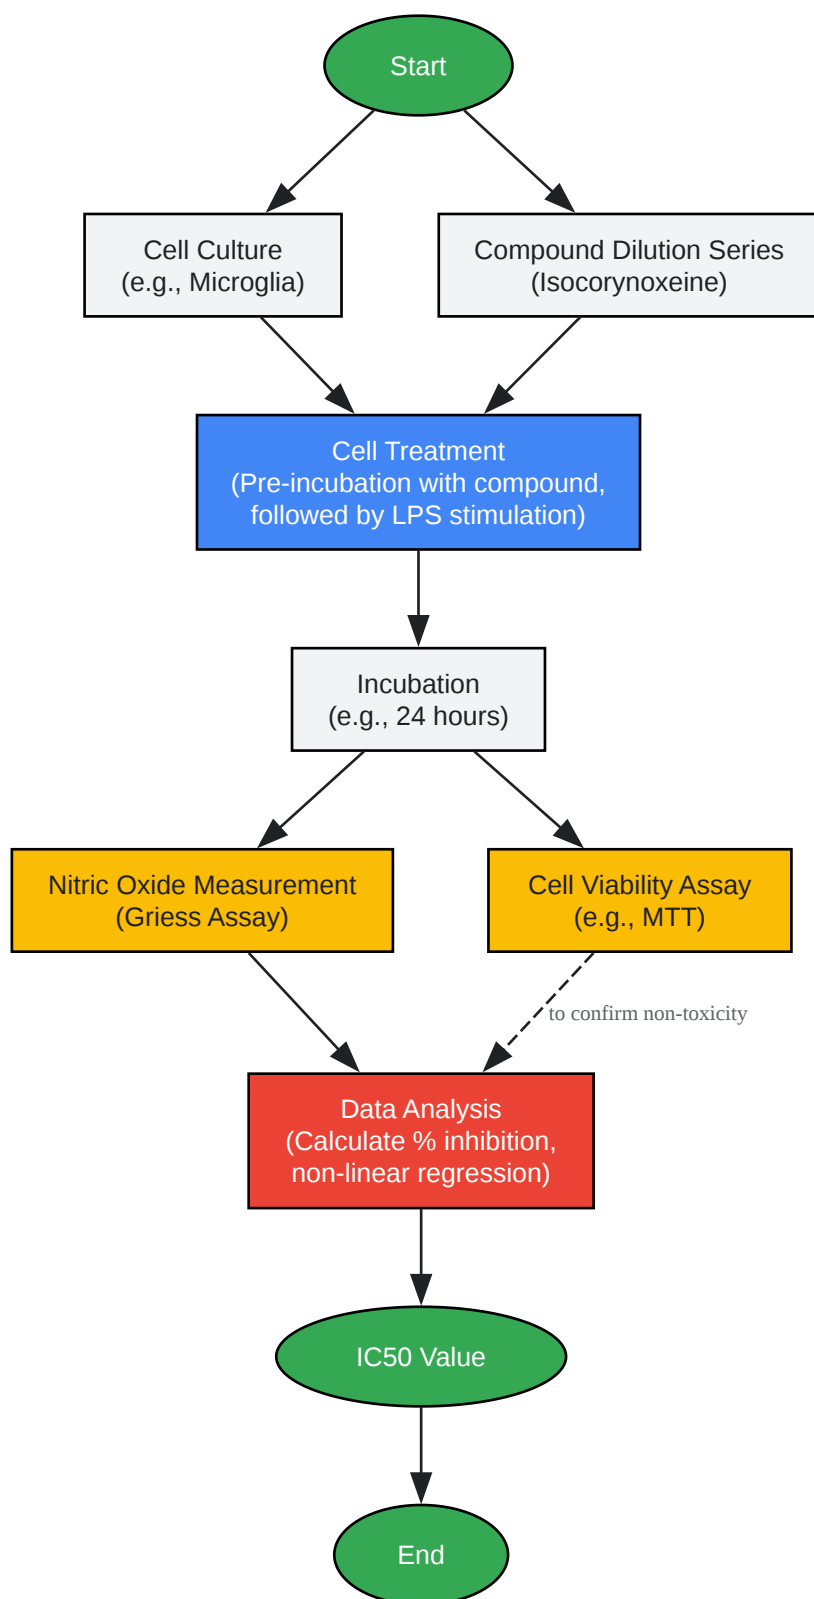 Start
Cell Culture
(e.g., Microglia)
Compound Dilution Series
(Isocorynoxeine)
Cell Treatment
(Pre-incubation with compound,
followed by LPS stimulation)
Incubation
(e.g., 24 hours)
Nitric Oxide Measurement
(Griess Assay)
Cell Viability Assay
(e.g., MTT)
to confirm non-toxicity
Data Analysis
(Calculate % inhibition,
non-linear regression)
IC50 Value
End